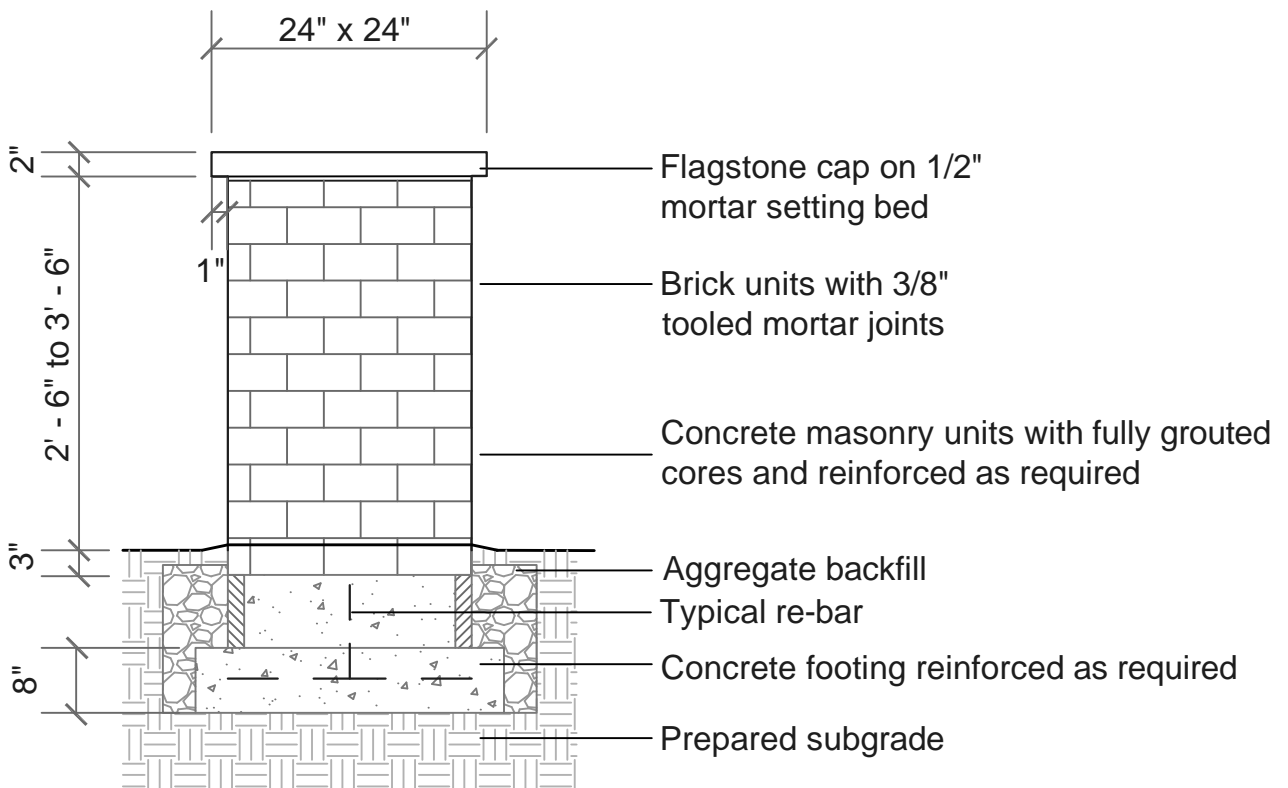 24" x 24"
2"
Flagstone cap on 1/2"
mortar setting bed
1"
Brick units with 3/8"
tooled mortar joints
2' - 6" to 3' - 6"
Concrete masonry units with fully grouted
cores and reinforced as required
3"
Aggregate backfill
Typical re-bar
8"
Concrete footing reinforced as required
Prepared subgrade